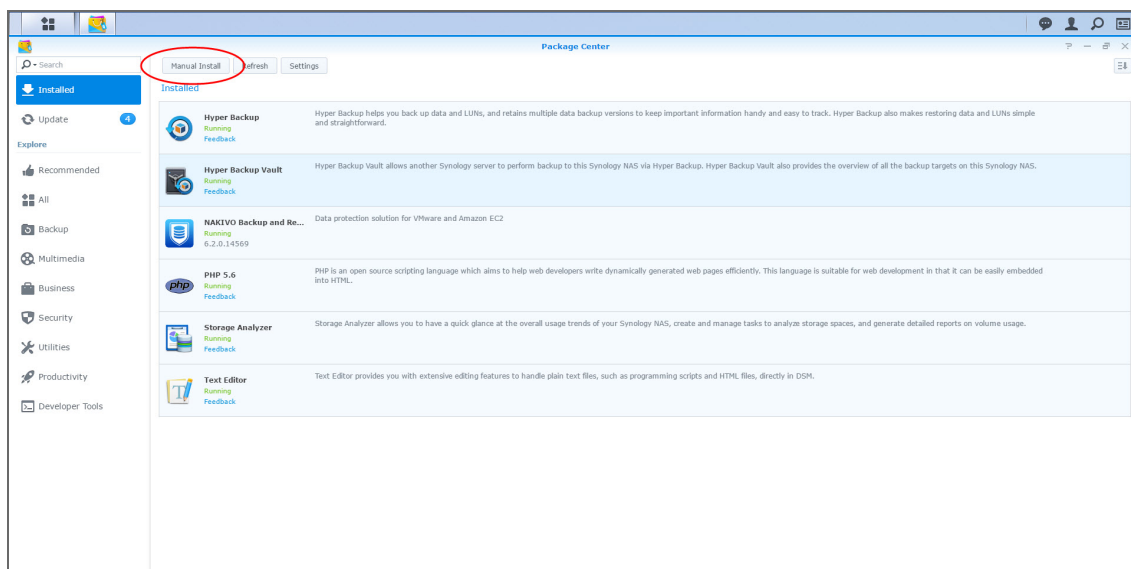 Package Center
Search
Manual Install
Refresh
Settings
Installed
Installed
Update
4
Explore
Recommended
All
Backup
Multimedia
Business
Security
Utilities
Productivity
Developer Tools
Hyper Backup
Running
Feedback
Hyper Backup helps you back up data and LUNs, and retains multiple data backup versions to keep important information handy and easy to track. Hyper Backup also makes restoring data and LUNs simple
and straightforward.
Hyper Backup Vault
Running
Feedback
Hyper Backup Vault allows another Synology server to perform backup to this Synology NAS via Hyper Backup. Hyper Backup Vault also provides the overview of all the backup targets on this Synology NAS.
NAKIVO Backup and Re...
Running
6.2.0.14569
Data protection solution for VMware and Amazon EC2
php
PHP 5.6
Running
Feedback
PHP is an open source scripting language which aims to help web developers write dynamically generated web pages efficiently. This language is suitable for web development in that it can be easily embedded
into HTML.
Storage Analyzer
Running
Feedback
Storage Analyzer allows you to have a quick glance at the overall usage trends of your Synology NAS, create and manage tasks to analyze storage spaces, and generate detailed reports on volume usage.
Text Editor
Running
Feedback
Text Editor provides you with extensive editing features to handle plain text files, such as programming scripts and HTML files, directly in DSM.